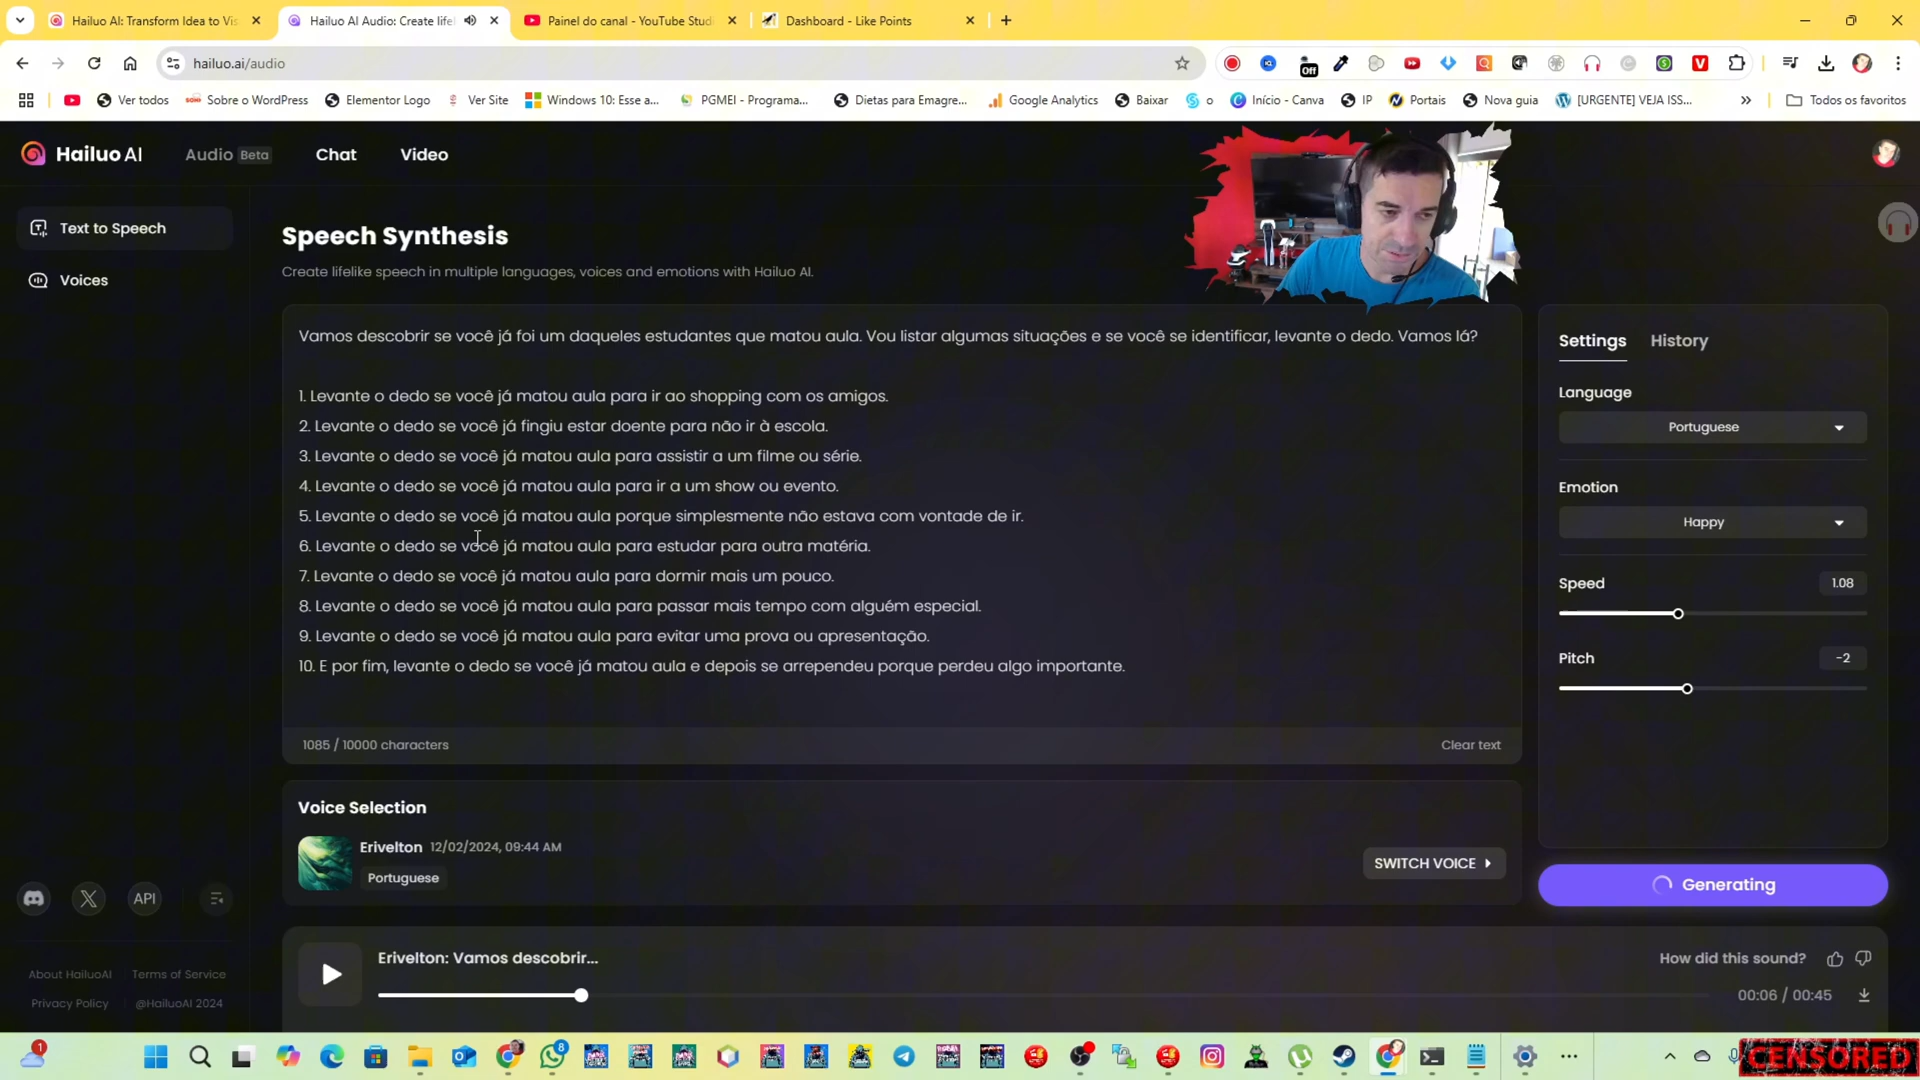 Hailuo AI: Transform Idea to Vis
Hailuo AI Audio: Create lifel
Painel do canal - YouTube Stud
Dashboard - Like Points
hailuo.ai/audio
Off
Ver todos
Sobre o WordPress
Elementor Logo
Ver Site
Windows 10: Esse a...
PGMEI - Programa...
Dietas para Emagre...
Google Analytics
Baixar
o
Início - Canva
IP
Portais
Nova guia
[URGENTE] VEJA ISS...
Todos os favoritos
Hailuo AI
Audio Beta
Chat
Video
Text to Speech
Voices
Speech Synthesis
Create lifelike speech in multiple languages, voices and emotions with Hailuo AI.
Vamos descobrir se você já foi um daqueles estudantes que matou aula. Vou listar algumas situações e se você se identificar, levante o dedo. Vamos lá?
1. Levante o dedo se você já matou aula para ir ao shopping com os amigos.
2. Levante o dedo se você já fingiu estar doente para não ir à escola.
3. Levante o dedo se você já matou aula para assistir a um filme ou série.
4. Levante o dedo se você já matou aula para ir a um show ou evento.
5. Levante o dedo se você já matou aula porque simplesmente não estava com vontade de ir.
6. Levante o dedo se você já matou aula para estudar para outra matéria.
7. Levante o dedo se você já matou aula para dormir mais um pouco.
8. Levante o dedo se você já matou aula para passar mais tempo com alguém especial.
9. Levante o dedo se você já matou aula para evitar uma prova ou apresentação.
10. E por fim, levante o dedo se você já matou aula e depois se arrependeu porque perdeu algo importante.
1085 / 10000 characters
Clear text
Settings
History
Language
Portuguese
Emotion
Happy
Speed
1.08
Pitch
-2
Voice Selection
Erivelton 12/02/2024, 09:44 AM
Portuguese
SWITCH VOICE
Generating
API
Erivelton: Vamos descobrir...
How did this sound?
00:06 / 00:45
About HailuoAI
Terms of Service
Privacy Policy
@HailuoAI 2024
1
8
CENSORED